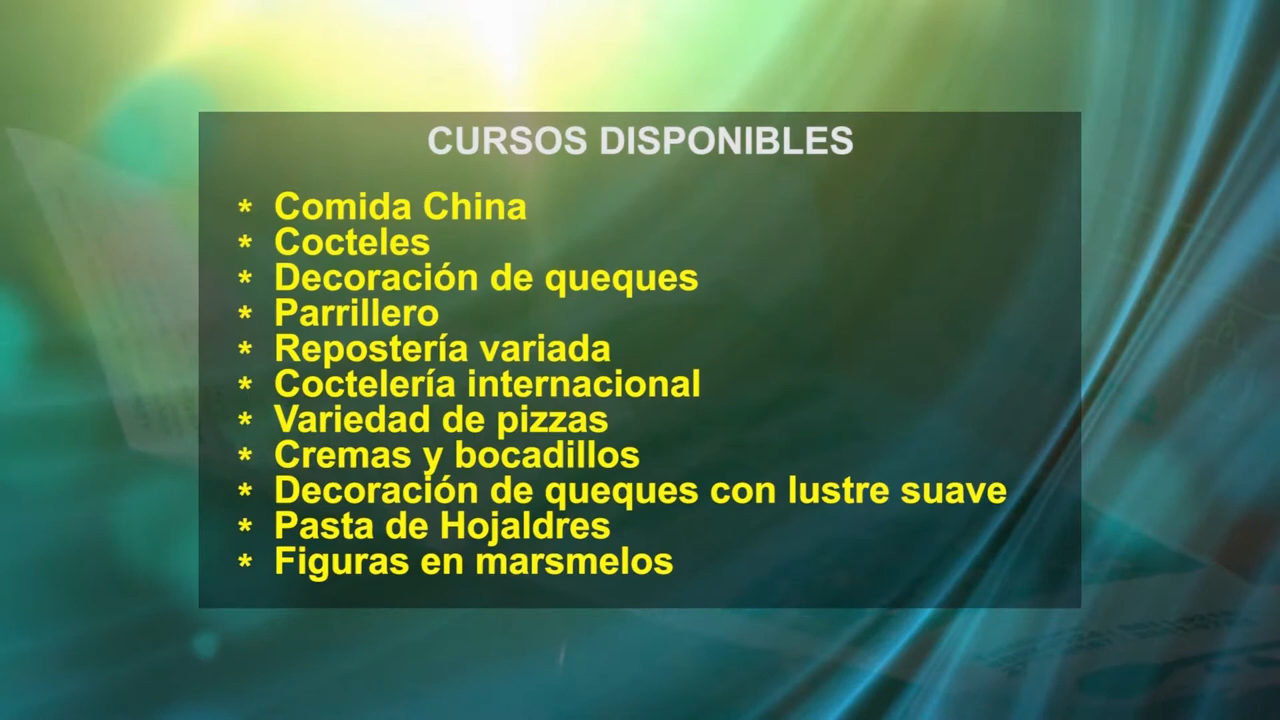 CURSOS DISPONIBLES
* Comida China
* Cocteles
* Decoración de queques
* Parrillero
* Repostería variada
* Coctelería internacional
* Variedad de pizzas
* Cremas y bocadillos
* Decoración de queques con lustre suave
* Pasta de Hojaldres
* Figuras en marsmelos